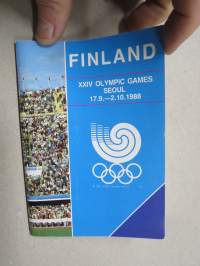 FINLAND
XXIV OLYMPIC GAMES
SEOUL
17.9.—2.10.1988